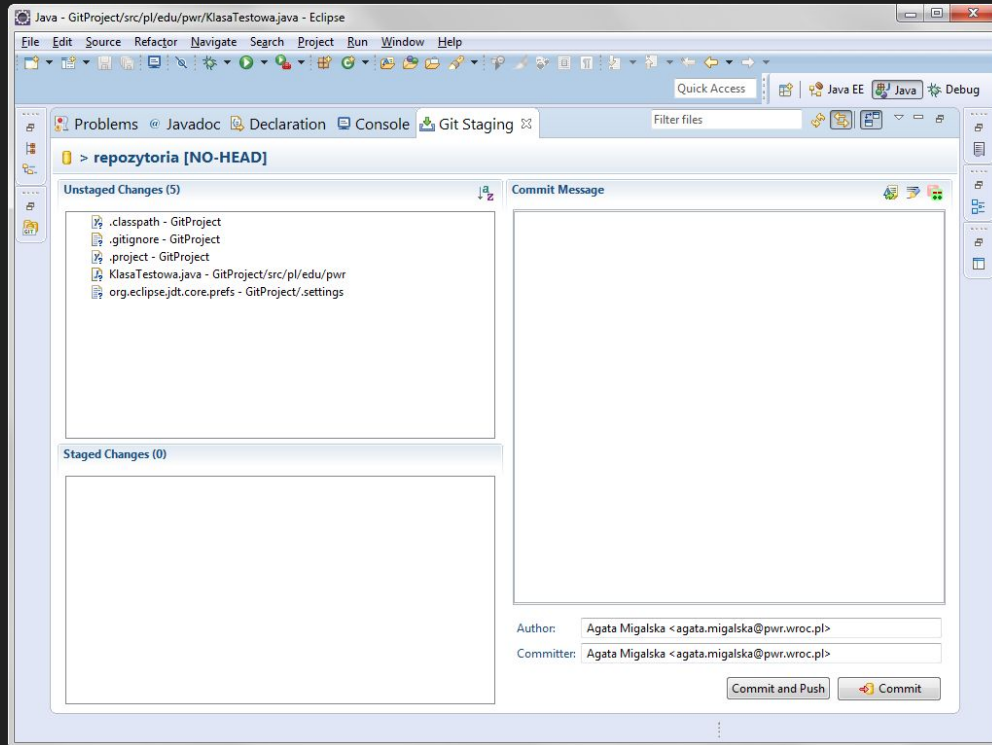 Java - GitProject/src/pl/edu/pwr/KlasaTestowa.java - Eclipse
File Edit Source Refactor Navigate Search Project Run Window Help
Quick Access Java EE Java Debug
Problems @ Javadoc Declaration Console Git Staging
Filter files
> repozytoria [NO-HEAD]
Unstaged Changes (5)
.classpath - GitProject
.gitignore - GitProject
.project - GitProject
KlasaTestowa.java - GitProject/src/pl/edu/pwr
org.eclipse.jdt.core.prefs - GitProject/.settings
Staged Changes (0)
Commit Message
Author: Agata Migalska <agata.migalska@pwr.wroc.pl>
Committer: Agata Migalska <agata.migalska@pwr.wroc.pl>
Commit and Push Commit